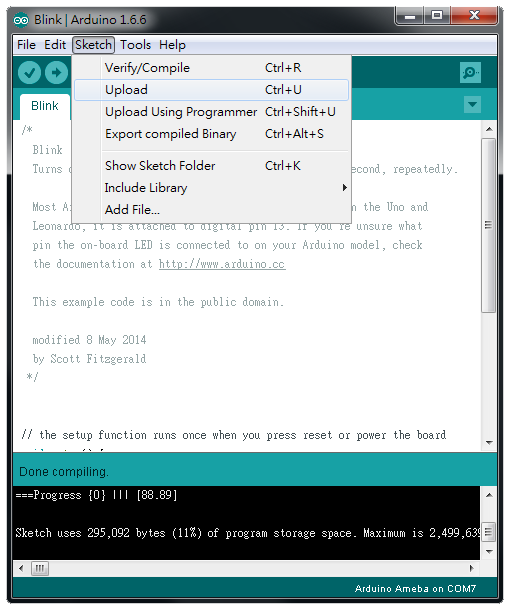 Blink | Arduino 1.6.6
File Edit Sketch Tools Help
Verify/Compile Ctrl+R
Upload Ctrl+U
Upload Using Programmer Ctrl+Shift+U
Export compiled Binary Ctrl+Alt+S
Show Sketch Folder Ctrl+K
Include Library
Add File...
Blink
/*
Blink
Turns second, repeatedly.
Most the Uno and
Leonardo, it is attached to digital pin 13. If you're unsure what
pin the on-board LED is connected to on your Arduino model, check
the documentation at http://www.arduino.cc
This example code is in the public domain.
modified 8 May 2014
by Scott Fitzgerald
*/
// the setup function runs once when you press reset or power the board
Done compiling.
===Progress {0} ||| [88.89]
Sketch uses 295,092 bytes (11%) of program storage space. Maximum is 2,499,639
Arduino Ameba on COM7